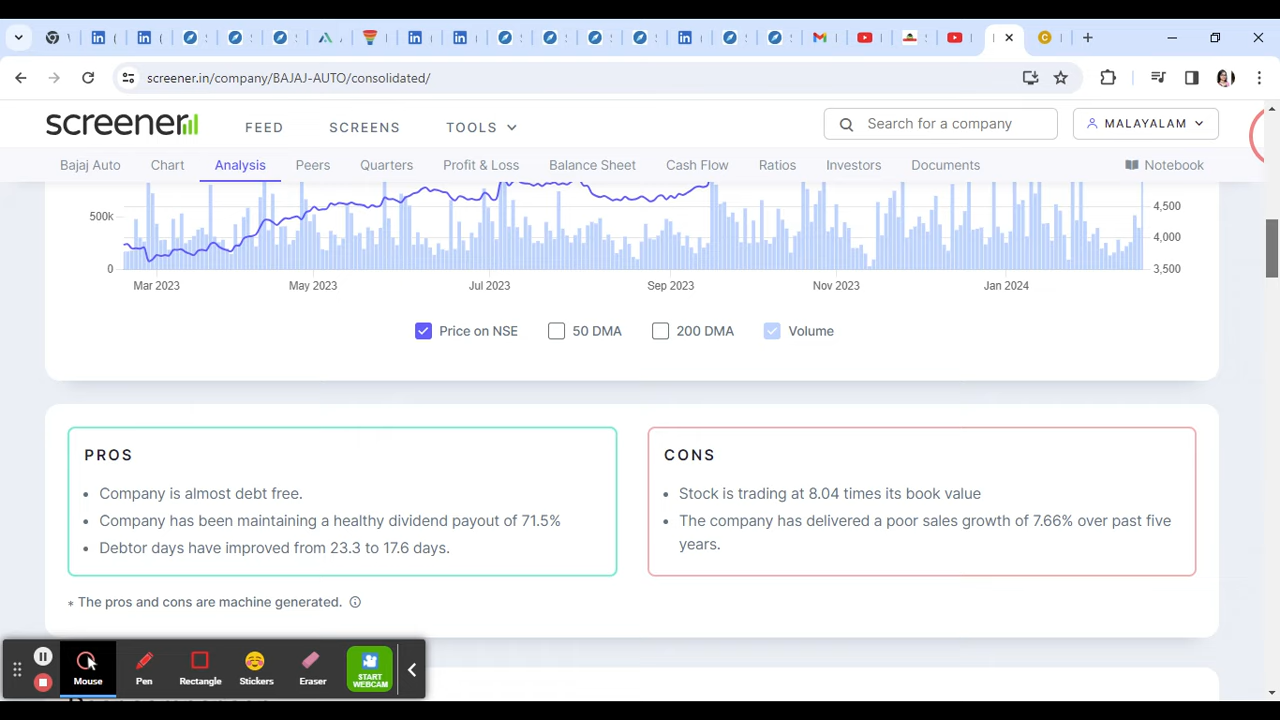 screener.in/company/BAJAJ-AUTO/consolidated/
screener
FEED
SCREENS
TOOLS
Search for a company
MALAYALAM
Bajaj Auto
Chart
Analysis
Peers
Quarters
Profit & Loss
Balance Sheet
Cash Flow
Ratios
Investors
Documents
Notebook
500k
4,500
4,000
0
3,500
Mar 2023
May 2023
Jul 2023
Sep 2023
Nov 2023
Jan 2024
Price on NSE
50 DMA
200 DMA
Volume
PROS
• Company is almost debt free.
• Company has been maintaining a healthy dividend payout of 71.5%
• Debtor days have improved from 23.3 to 17.6 days.
CONS
• Stock is trading at 8.04 times its book value
• The company has delivered a poor sales growth of 7.66% over past five
years.
* The pros and cons are machine generated.
Mouse
Pen
Rectangle
Stickers
Eraser
START
WEBCAM